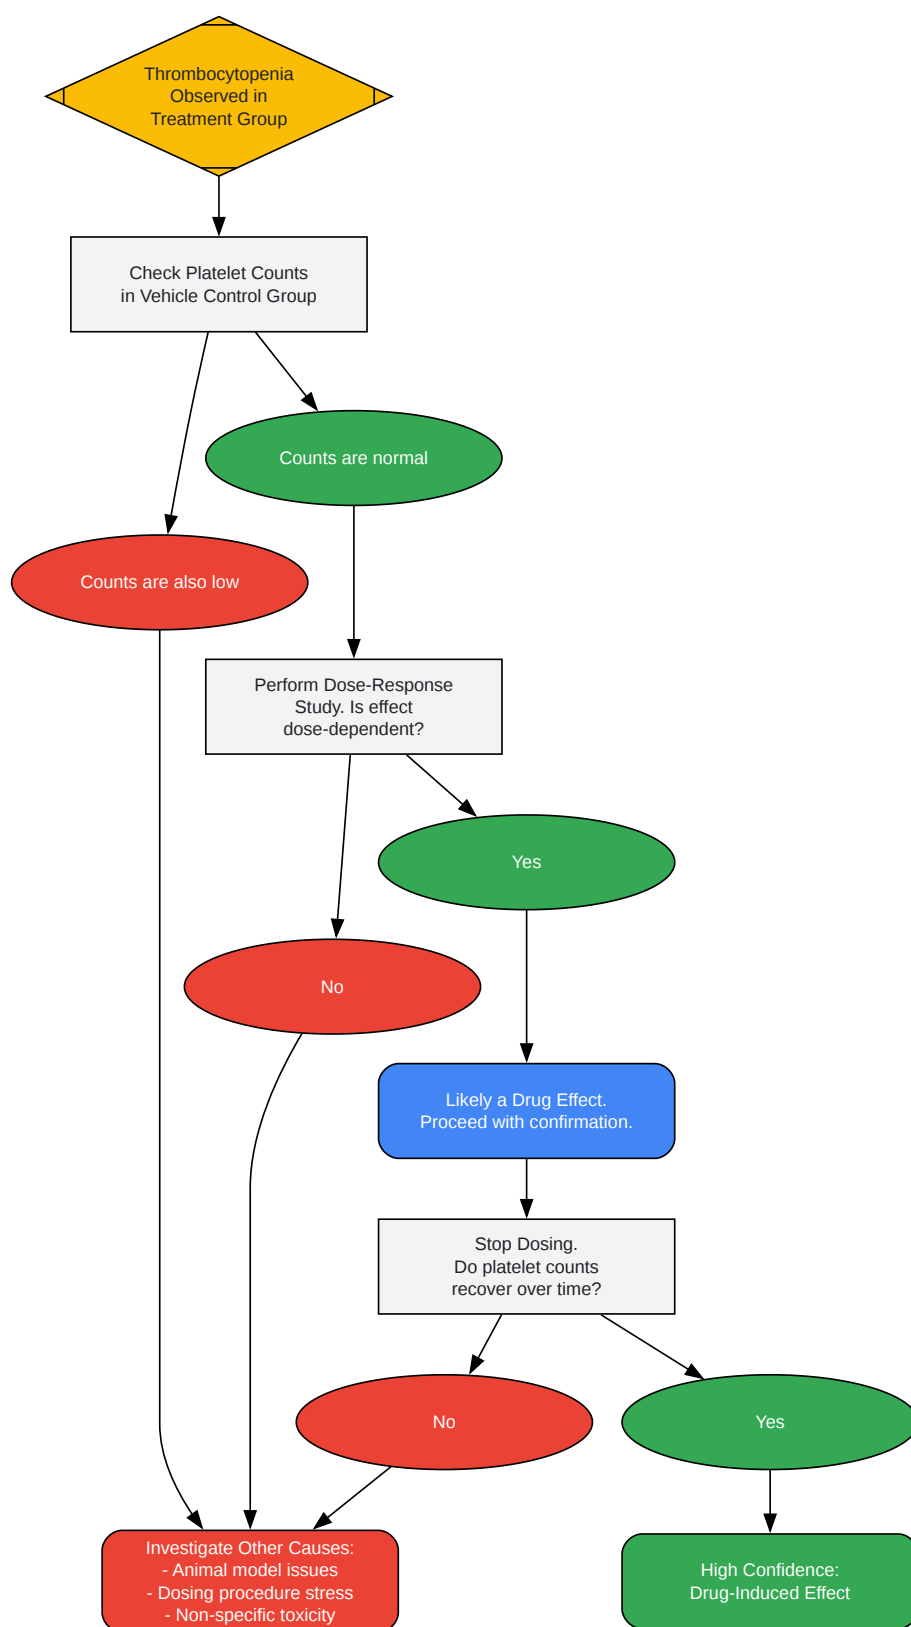 Thrombocytopenia
Observed in
Treatment Group
Check Platelet Counts
in Vehicle Control Group
Counts are normal
Counts are also low
Perform Dose-Response
Study. Is effect
dose-dependent?
Yes
No
Likely a Drug Effect.
Proceed with confirmation.
Stop Dosing.
Do platelet counts
recover over time?
No
Yes
Investigate Other Causes:
- Animal model issues
- Dosing procedure stress
- Non-specific toxicity
High Confidence:
Drug-Induced Effect